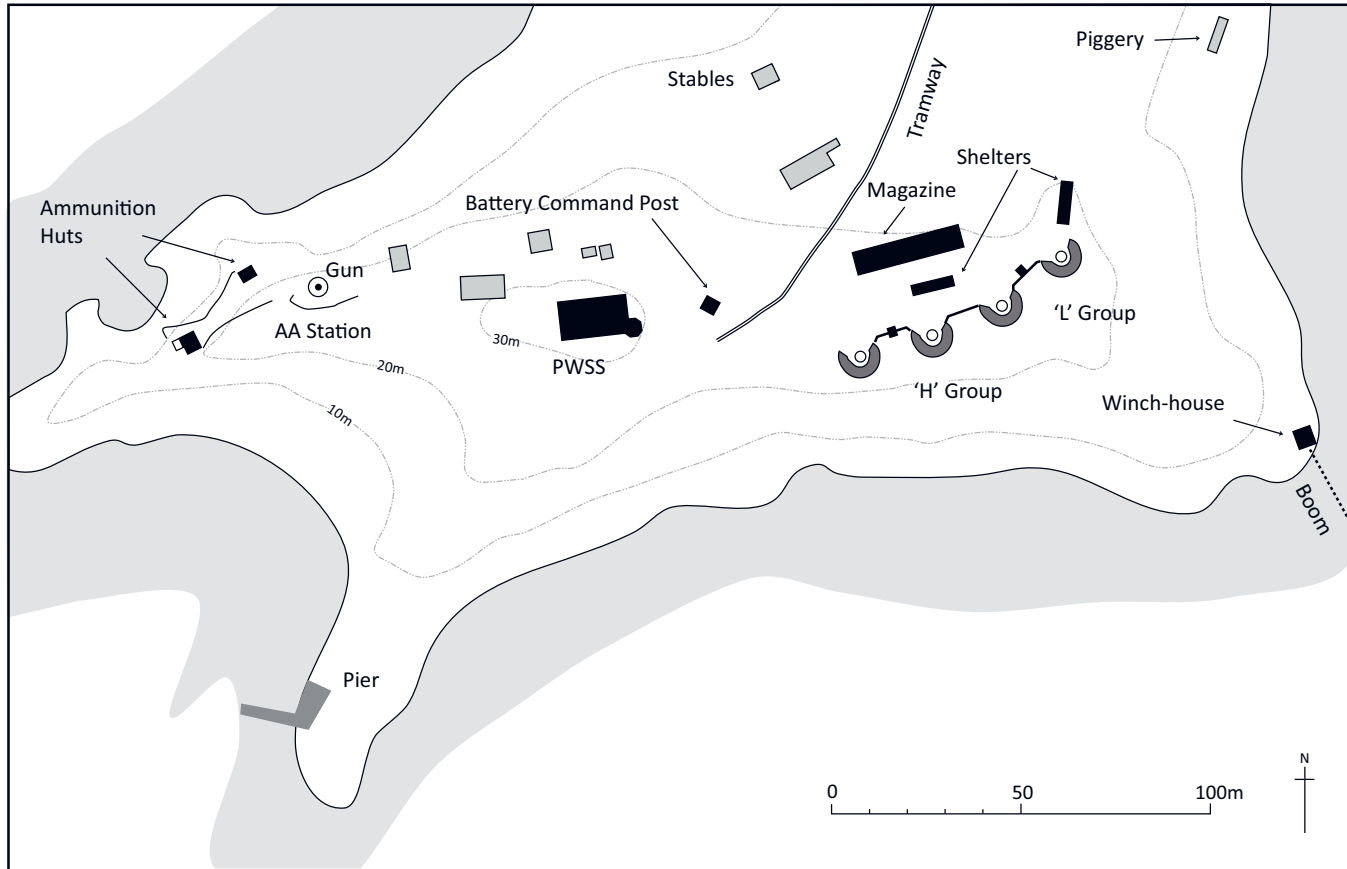 Piggery
Stables
Tramway
Shelters
Magazine
Battery Command Post
Ammunition
Huts
Gun
AA Station
30m
PWSS
20m
10m
'L' Group
'H' Group
Winch-house
Boom
Pier
N
0 50 100m